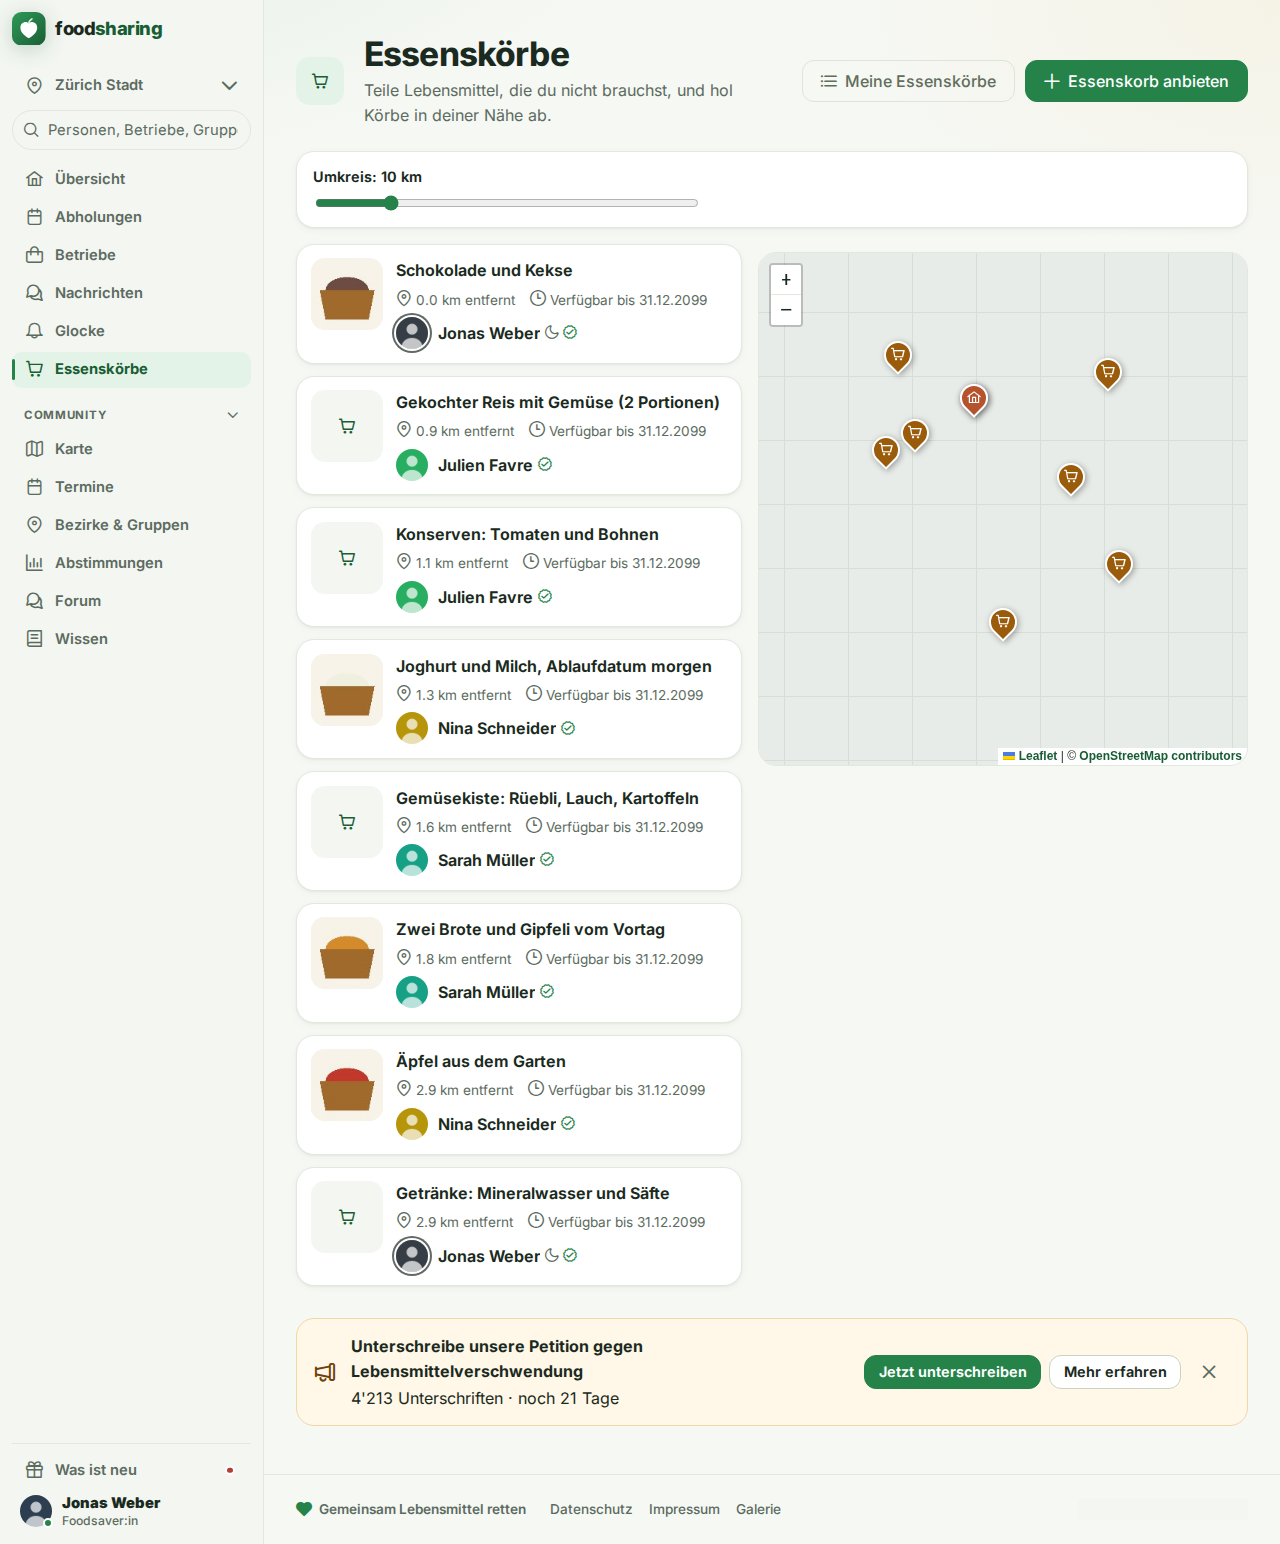 foodsharing
Zürich Stadt
Personen, Betriebe, Grupp
Übersicht
Abholungen
Betriebe
Nachrichten
Glocke
Essenskörbe
COMMUNITY
Karte
Termine
Bezirke & Gruppen
Abstimmungen
Forum
Wissen
Was ist neu
Jonas Weber
Foodsaver:in
Essenskörbe
Teile Lebensmittel, die du nicht brauchst, und hol
Körbe in deiner Nähe ab.
Meine Essenskörbe
Essenskorb anbieten
Umkreis: 10 km
Schokolade und Kekse
0.0 km entfernt Verfügbar bis 31.12.2099
Jonas Weber
Gekochter Reis mit Gemüse (2 Portionen)
0.9 km entfernt Verfügbar bis 31.12.2099
Julien Favre
Konserven: Tomaten und Bohnen
1.1 km entfernt Verfügbar bis 31.12.2099
Julien Favre
Joghurt und Milch, Ablaufdatum morgen
1.3 km entfernt Verfügbar bis 31.12.2099
Nina Schneider
Gemüsekiste: Rüebli, Lauch, Kartoffeln
1.6 km entfernt Verfügbar bis 31.12.2099
Sarah Müller
Zwei Brote und Gipfeli vom Vortag
1.8 km entfernt Verfügbar bis 31.12.2099
Sarah Müller
Äpfel aus dem Garten
2.9 km entfernt Verfügbar bis 31.12.2099
Nina Schneider
Getränke: Mineralwasser und Säfte
2.9 km entfernt Verfügbar bis 31.12.2099
Jonas Weber
+
−
Leaflet | © OpenStreetMap contributors
Unterschreibe unsere Petition gegen
Lebensmittelverschwendung
4'213 Unterschriften · noch 21 Tage
Jetzt unterschreiben
Mehr erfahren
Gemeinsam Lebensmittel retten Datenschutz Impressum Galerie